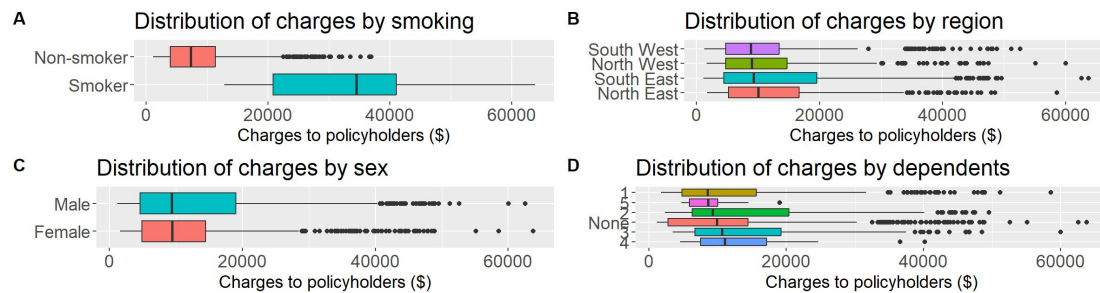 A
Distribution of charges by smoking
Non-smoker
Smoker
0 20000 40000 60000
Charges to policyholders ($)
B
Distribution of charges by region
South West
North West
South East
North East
0 20000 40000 60000
Charges to policyholders ($)
C
Distribution of charges by sex
Male
Female
0 20000 40000 60000
Charges to policyholders ($)
D
Distribution of charges by dependents
1
5
2
None
3
4
0 20000 40000 60000
Charges to policyholders ($)